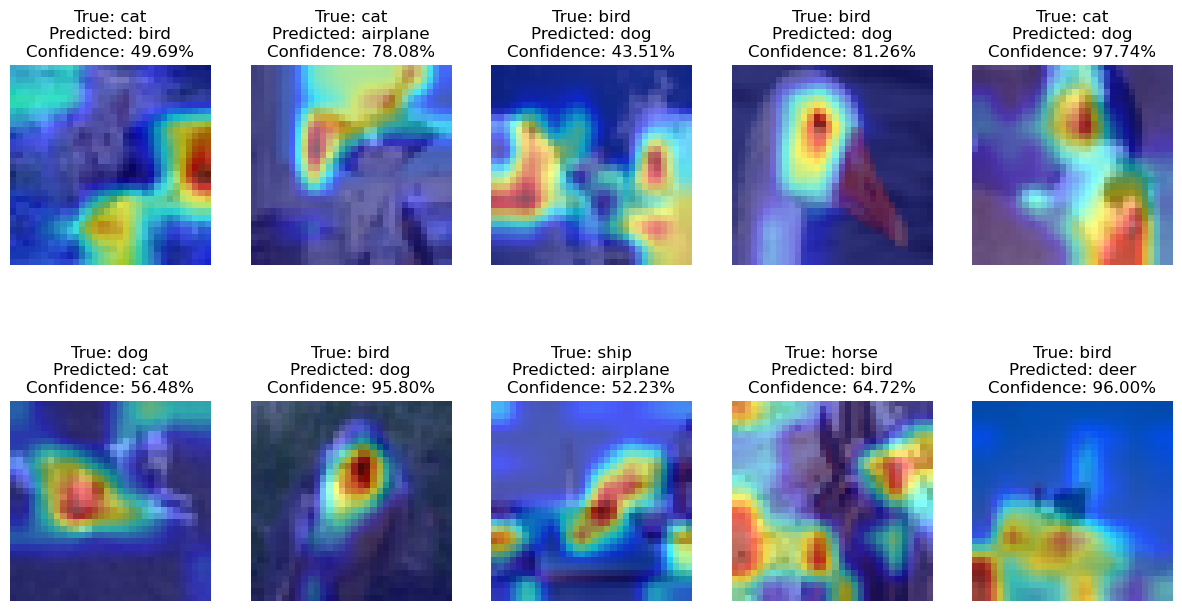 True: cat
Predicted: bird
Confidence: 49.69%
True: cat
Predicted: airplane
Confidence: 78.08%
True: bird
Predicted: dog
Confidence: 43.51%
True: bird
Predicted: dog
Confidence: 81.26%
True: cat
Predicted: dog
Confidence: 97.74%
True: dog
Predicted: cat
Confidence: 56.48%
True: bird
Predicted: dog
Confidence: 95.80%
True: ship
Predicted: airplane
Confidence: 52.23%
True: horse
Predicted: bird
Confidence: 64.72%
True: bird
Predicted: deer
Confidence: 96.00%